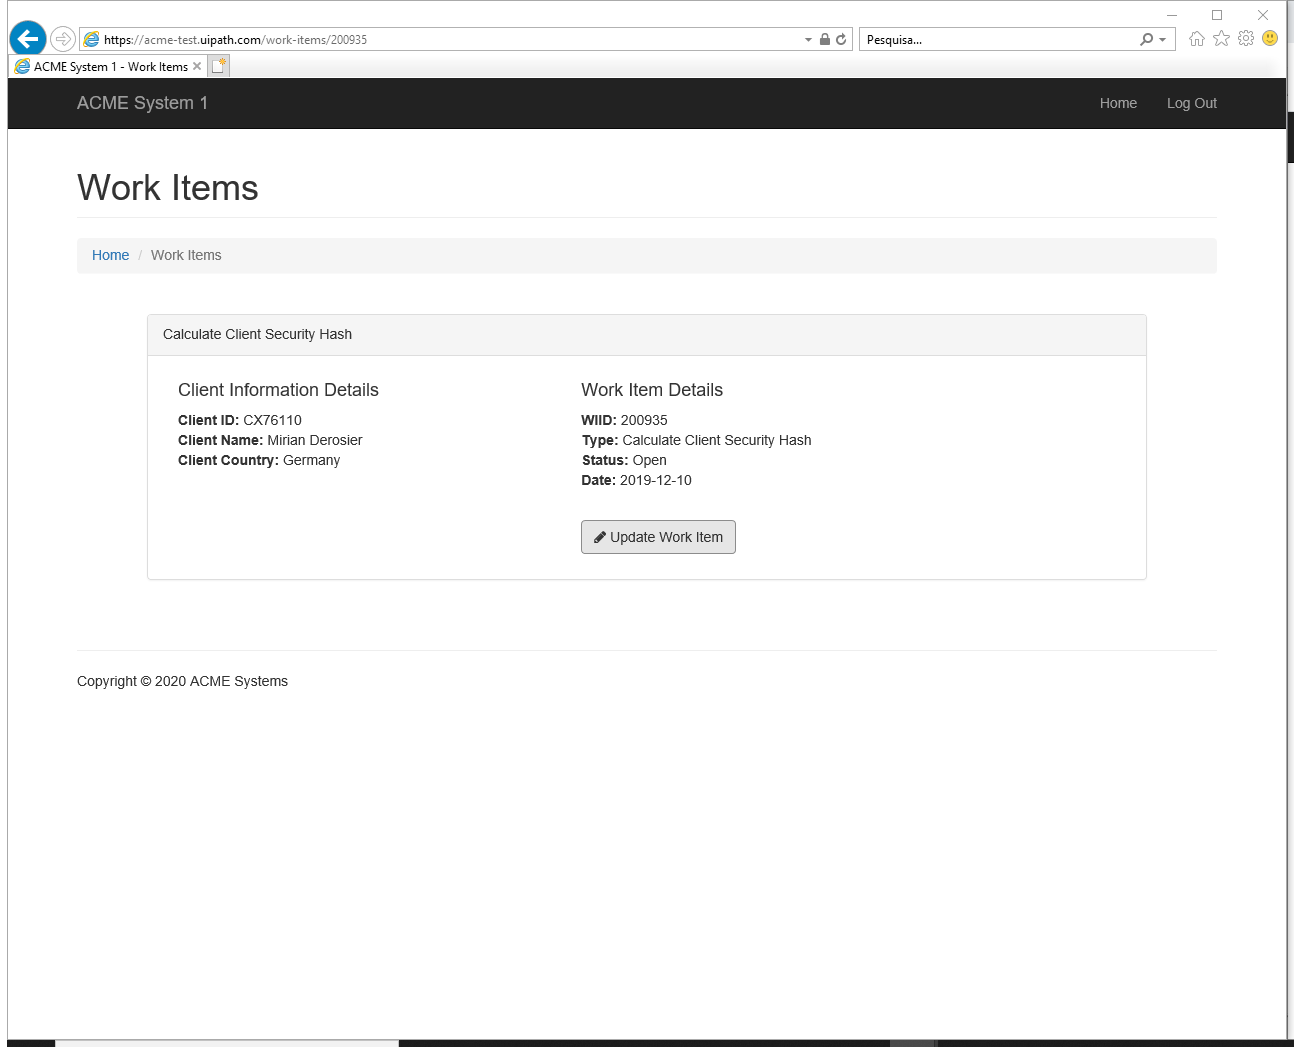 https://acme-test.uipath.com/work-items/200935
Pesquisa...
ACME System 1 - Work Items
ACME System 1
Home
Log Out
Work Items
Home / Work Items
Calculate Client Security Hash
Client Information Details
Client ID: CX76110
Client Name: Mirian Derosier
Client Country: Germany
Work Item Details
WIID: 200935
Type: Calculate Client Security Hash
Status: Open
Date: 2019-12-10
Update Work Item
Copyright © 2020 ACME Systems